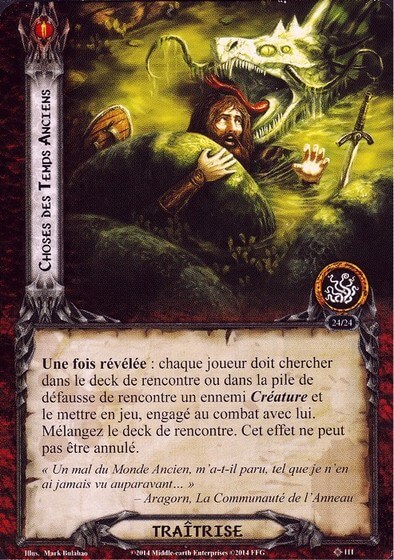 Choses des Temps Anciens
24/24
Une fois révélée : chaque joueur doit chercher
dans le deck de rencontre ou dans la pile de
défausse de rencontre un ennemi Créature et
le mettre en jeu, engagé au combat avec lui.
Mélangez le deck de rencontre. Cet effet ne peut
pas être annulé.
« Un mal du Monde Ancien, m'a-t-il paru, tel que je n'en
ai jamais vu auparavant… »
– Aragorn, La Communauté de l'Anneau
TRAÎTRISE
Illus. Mark Bulahao
©2014 Middle-earth Enterprises ©2014 FFG
111